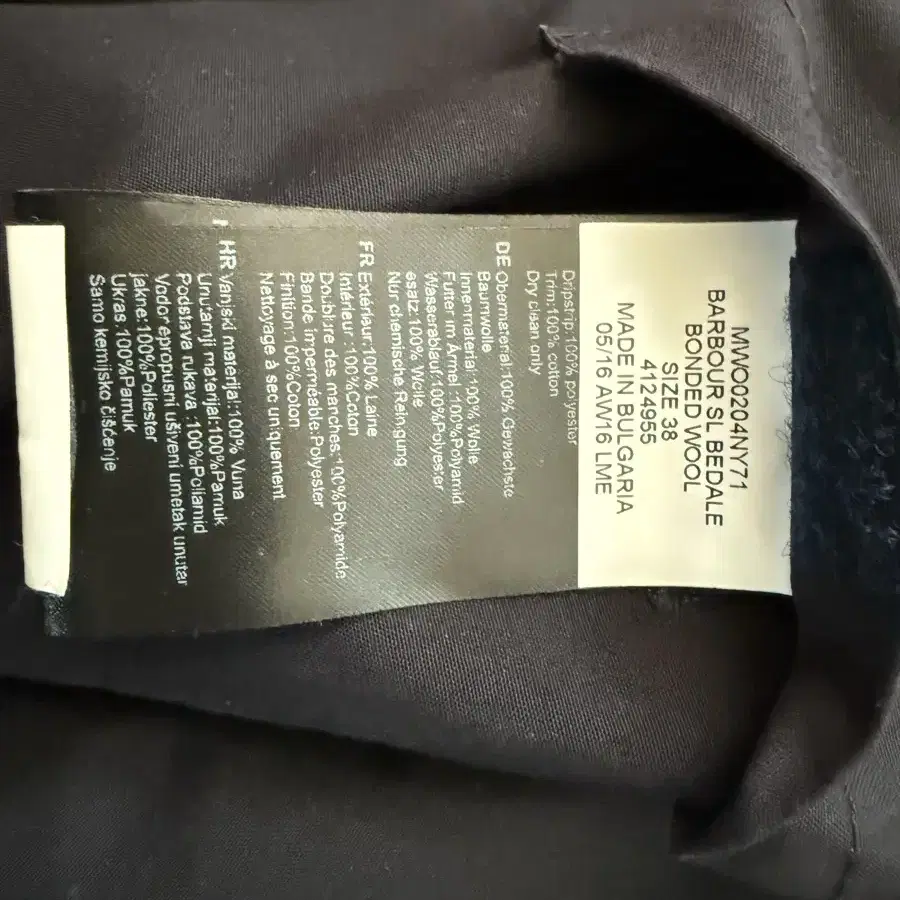 MWO0204NY71
BARBOUR SL BEDALE
BONDED WOOL
SIZE 38
4124955
MADE IN BULGARIA
05/16 AW16 LME
Dripstrip:100% polyester
Trim:100% cotton
Dry clean only
DE Obermaterial:100% Gewachste
Baumwolle
Innenmaterial:100% Wolle
Futter im Ärmel:100%Polyamid
Wasserablauf:100%Polyester
esatz:100% Wolle
Nur chemische Reinigung
FR Extérieur:100% Laine
Intérieur:100%Coton
Doublure des manches:100%Polyamide
Bande imperméable:Polyester
Finition:100%Coton
Nettoyage à sec uniquement
HR Vanjski materijal:100% Vuna
Unutarnji materijal:100%Pamuk
Podstava rukava:100%Poliamid
Vodonepropusni ušiveni umetak unutar
jakne:100%Poliester
Ukras:100%Pamuk
Samo kemijsko čišćenje